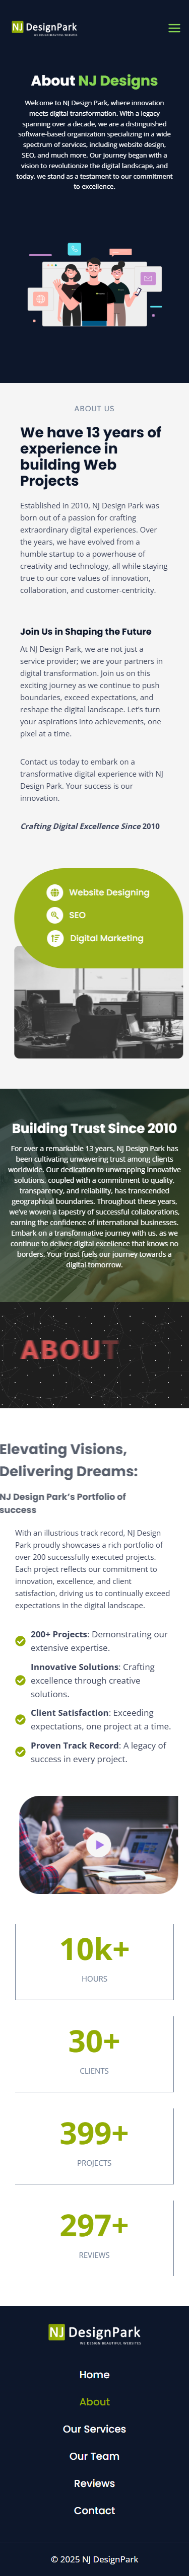 NJ DesignPark
WE DESIGN BEAUTIFUL WEBSITES
About NJ Designs
Welcome to NJ Design Park, where innovation
meets digital transformation. With a legacy
spanning over a decade, we are a distinguished
software-based organization specializing in a wide
spectrum of services, including website design,
SEO, and much more. Our journey began with a
vision to redefine the digital landscape, and
today, we stand as a testament to our commitment
to excellence.
ABOUT US
We have 13 years of
experience in
building Web
Projects
Established in 2010, NJ Design Park was
born out of a passion for crafting
extraordinary digital experiences. Over
the years, we have evolved from a
humble startup to a powerhouse of
creativity and technology, all while staying
true to our core values of innovation,
collaboration, and customer-centricity.
Join Us in Shaping the Future
At NJ Design Park, we are not just a
service provider; we are your partners in
digital transformation. Join us on this
exciting journey as we continue to push
boundaries, exceed expectations, and
reshape the digital landscape. Let’s turn
your aspirations into achievements, one
pixel at a time.
Contact us today to embark on a
transformative digital experience with NJ
Design Park. Your success is our
innovation.
Crafting Digital Excellence Since 2010
Website Designing
SEO
Digital Marketing
Building Trust Since 2010
For over a remarkable 13 years, NJ Design Park has
been cultivating unwavering trust among clients
worldwide. Our dedication to unwrapping innovative
solutions, coupled with a commitment to quality,
transparency, and reliability, has transcended
geographical boundaries. Throughout these years,
we’ve woven a tapestry of successful collaborations,
earning the confidence of international businesses.
Embark on a transformative journey with us, as we
continue to deliver digital excellence that knows no
borders. Your trust fuels our journey towards a
digital tomorrow.
ABOUT
Elevating Visions,
Delivering Dreams:
NJ Design Park’s Portfolio of
success
With an illustrious track record, NJ Design
Park proudly showcases a rich portfolio of
over 200 successfully executed projects.
Each project reflects our commitment to
innovation, excellence, and client
satisfaction, driving us to continually exceed
expectations in the digital landscape.
200+ Projects: Demonstrating our
extensive expertise.
Innovative Solutions: Crafting
excellence through creative
solutions.
Client Satisfaction: Exceeding
expectations, one project at a time.
Proven Track Record: A legacy of
success in every project.
10k+
HOURS
30+
CLIENTS
399+
PROJECTS
297+
REVIEWS
NJ DesignPark
WE DESIGN BEAUTIFUL WEBSITES
Home
About
Our Services
Our Team
Reviews
Contact
© 2025 NJ DesignPark